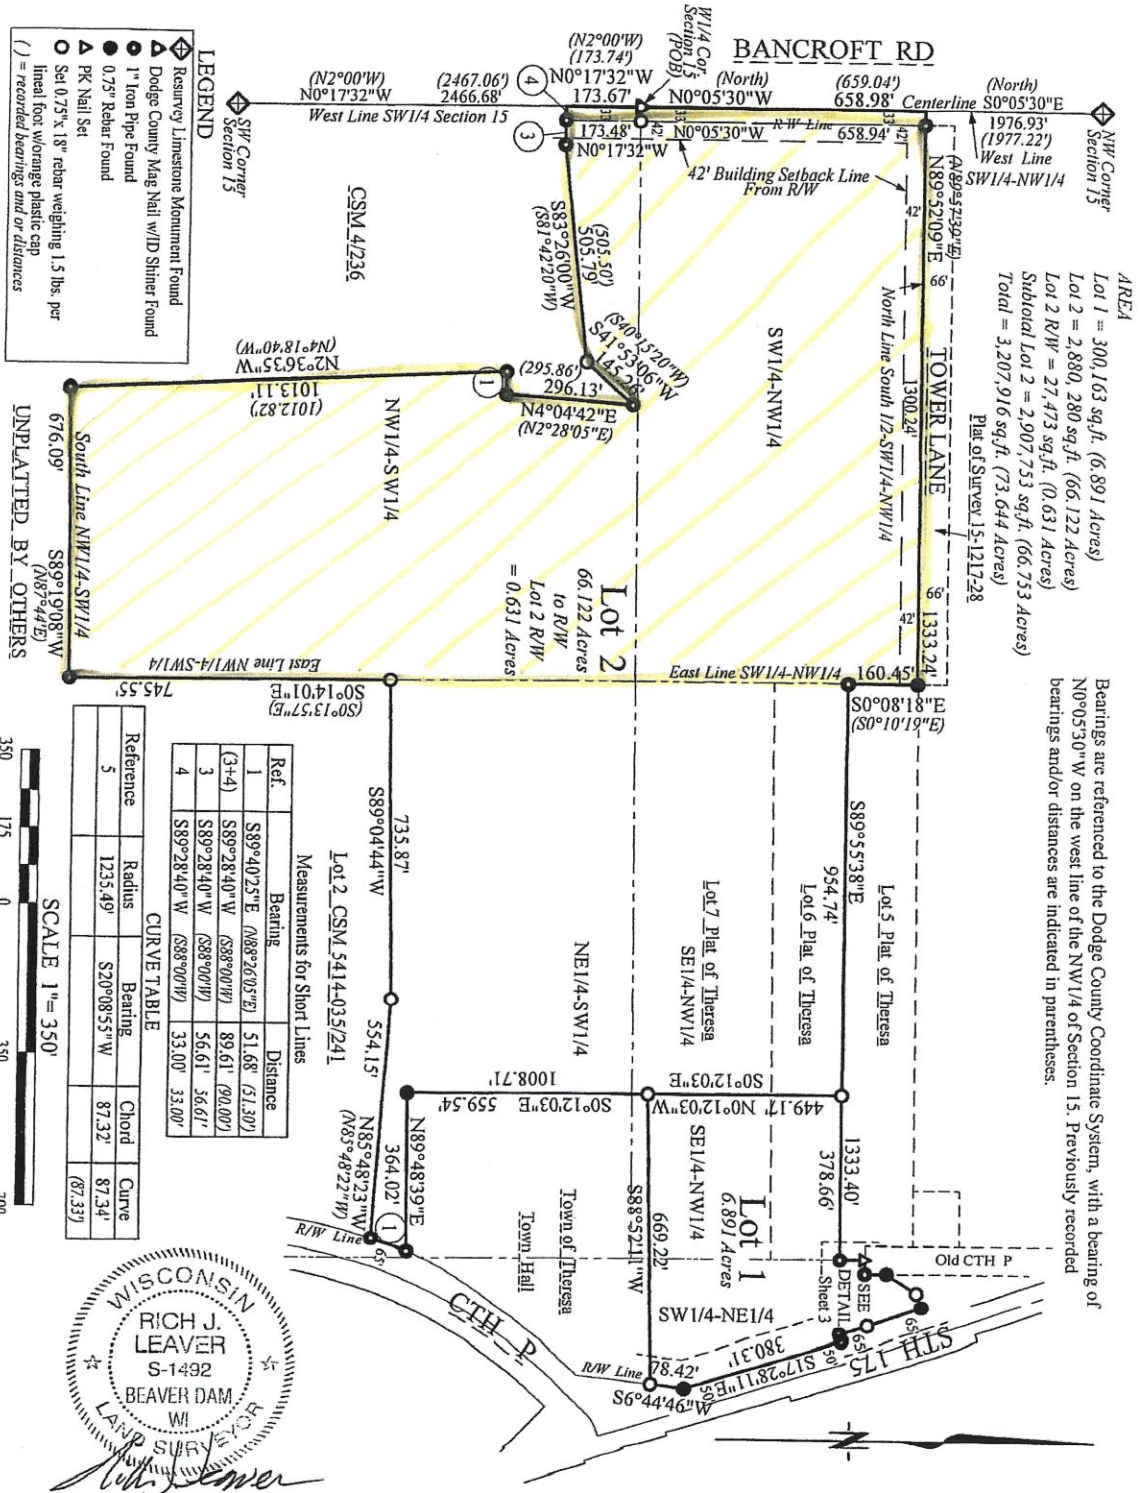 BANCROFT RD
W1/4 Cor.
Section 15
(POB)
(N2°00'W)
(173.74')
N0°17'32"W
173.67'
(North)
N0°05'30"W
(659.04')
658.98'
(North)
Centerline S0°05'30"E
1976.93'
(1977.22')
West Line
SW1/4-NW1/4
NW Corner
Section 15
(N2°00'W)
N0°17'32"W
(2467.06')
2466.68'
West Line SW1/4 Section 15
SW Corner
Section 15
4
3
33'
42'
33'
42'
173.48'
N0°05'30"W
R-W Line
658.94'
N0°17'32"W
42' Building Setback Line
From R/W
LEGEND
Resurvey Limestone Monument Found
Dodge County Mag Nail w/ID Shiner Found
1" Iron Pipe Found
0.75" Rebar Found
PK Nail Set
Set 0.75"x 18" rebar weighing 1.5 lbs. per
lineal foot w/orange plastic cap
( ) = recorded bearings and or distances
CSM 4/236
AREA
Lot 1 = 300,163 sq.ft. (6.891 Acres)
Lot 2 = 2,880, 280 sq.ft. (66.122 Acres)
Lot 2 R/W = 27,473 sq.ft. (0.631 Acres)
Subtotal Lot 2 = 2,907,753 sq.ft. (66.753 Acres)
Total = 3,207,916 sq.ft. (73.644 Acres)
Bearings are referenced to the Dodge County Coordinate System, with a bearing of
N0°05'30"W on the west line of the NW1/4 of Section 15. Previously recorded
bearings and/or distances are indicated in parentheses.
(N89°57'30"E)
N89°52'09"E
42'
66'
TOWER LANE
Plat of Survey 15-1217-28
North Line South 1/2-SW1/4-NW1/4
1300.24'
66'
42'
1333.24'
(505.50')
505.79'
S83°26'00"W
(S81°42'20"W)
(S40°15'20"W)
S41°53'06"W
145.26'
(295.86')
296.13'
N4°04'42"E
(N2°28'05"E)
1
SW1/4-NW1/4
NW1/4-SW1/4
(N4°18'40"W)
N2°36'35"W
1013.11'
(1012.82')
South Line NW1/4-SW1/4
676.09'
S89°19'08"W
(N87°44'E)
UNPLATTED BY OTHERS
Lot 2
66.122 Acres
to R/W
Lot 2 R/W
= 0.631 Acres
East Line SW1/4-NW1/4
160.45'
S0°08'18"E
(S0°10'16"E)
East Line NW1/4-SW1/4
745.55'
S0°14'01"E
(S0°13'57"E)
S89°55'38"E
954.74'
Lot 5 Plat of Theresa
Lot 6 Plat of Theresa
Lot 7 Plat of Theresa
SE1/4-NW1/4
NE1/4-SW1/4
735.87'
S89°04'44"W
Lot 2 CSM 5414-035/241
554.15'
Measurements for Short Lines
Ref. Bearing Distance
1 S89°40'25"E (N88°26'05"E) 51.68' (51.30')
(3+4) S89°28'40"W (S88°00'W) 89.61' (90.00')
3 S89°28'40"W (S88°00'W) 56.61' 56.61'
4 S89°28'40"W (S88°00'W) 33.00' 33.00'
CURVE TABLE
Reference Radius Bearing Chord Curve
5 1235.49' S20°08'55"W 87.32' 87.34'
(87.33')
350 175 0 350 700
SCALE 1"= 350'
S0°12'03"E
1008.71'
S0°12'03"E
559.54'
N0°12'03"W
449.17'
1333.40'
378.66'
N89°48'39"E
364.02'
N85°48'23"W
(N85°48'22"W)
1
65'
R/W Line
SE1/4-NW1/4
Lot 1
6.891 Acres
669.22'
S88°52'11"W
Town of Theresa
Town Hall
SW1/4-NE1/4
SEE
DETAIL
Sheet 3
Old CTH P
65'
65'
50'
STH 175
380.31'
S17°28'11"E
50'
78.42'
S6°44'46"W
R/W Line
CTH P
N
WISCONSIN
RICH J.
LEAVER
S-1492
BEAVER DAM
WI
LAND SURVEYOR